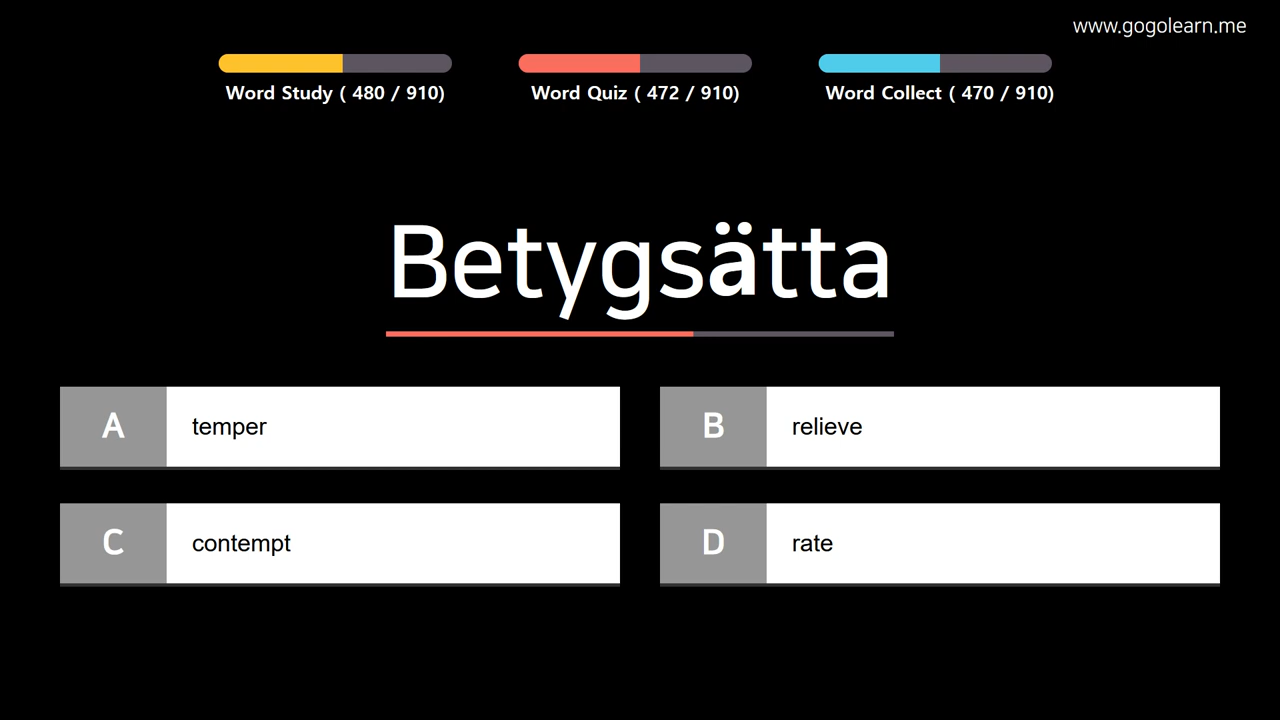 www.gogolearn.me
Word Study ( 480 / 910)
Word Quiz ( 472 / 910)
Word Collect ( 470 / 910)
Betygsätta
A temper
B relieve
C contempt
D rate